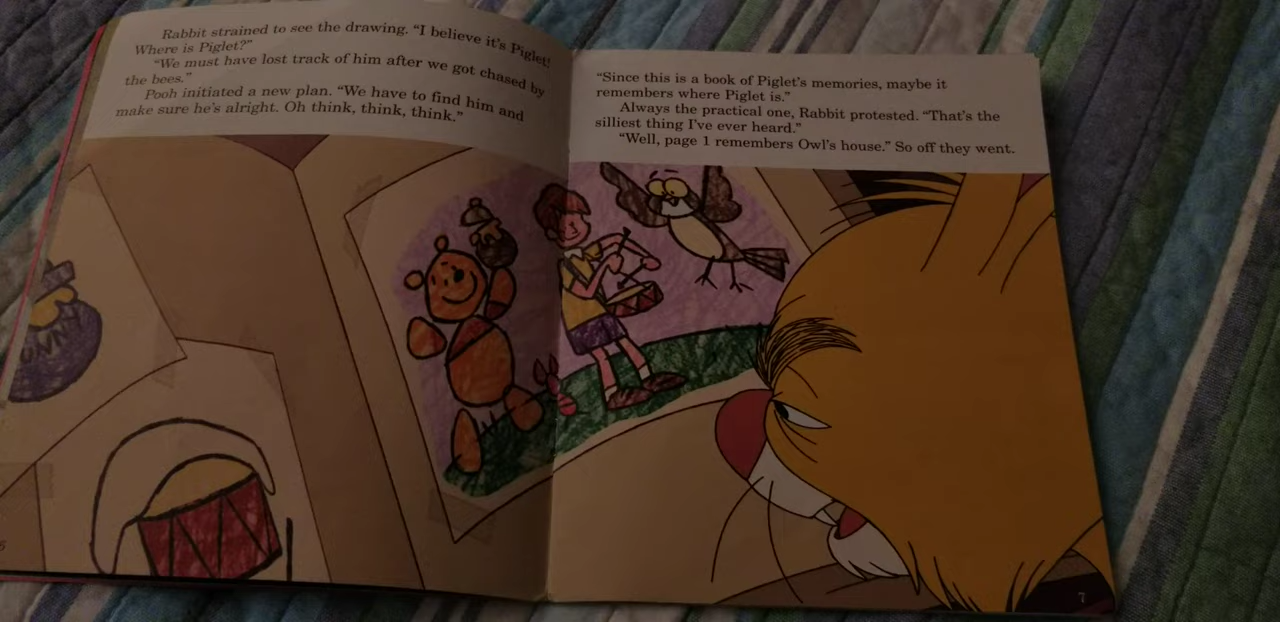 Rabbit strained to see the drawing. “I believe it’s Piglet!
Where is Piglet?”
“We must have lost track of him after we got chased by
the bees.”
Pooh initiated a new plan. “We have to find him and
make sure he’s alright. Oh think, think, think.”
“Since this is a book of Piglet’s memories, maybe it
remembers where Piglet is.”
Always the practical one, Rabbit protested. “That’s the
silliest thing I’ve ever heard.”
“Well, page 1 remembers Owl’s house.” So off they went.
7